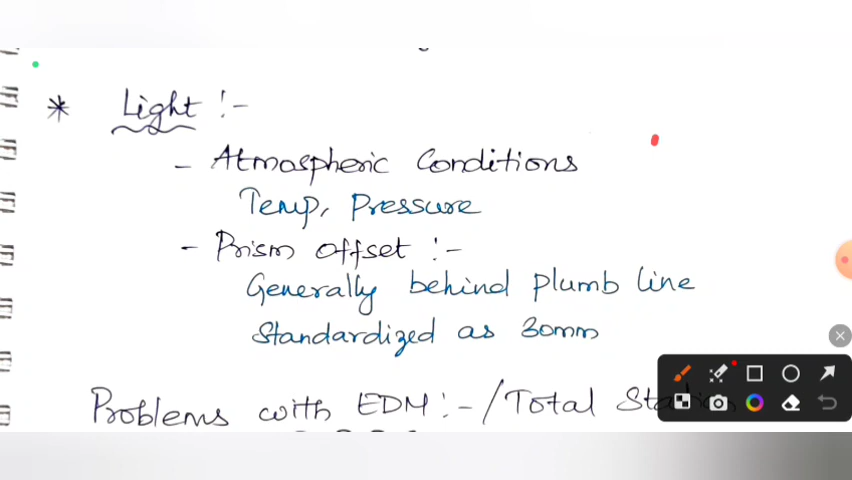 * Light :-
- Atmospheric Conditions
Temp, Pressure
- Prism offset :-
Generally behind plumb line
Standardized as 30mm
Problems with EDM :- / Total